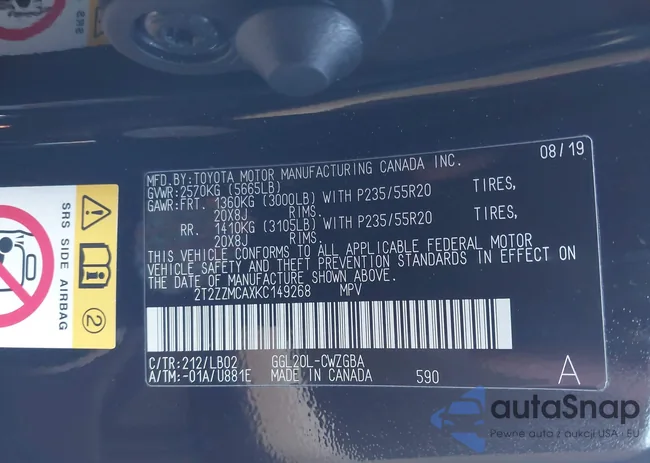 SRS
MFD.BY:TOYOTA MOTOR MANUFACTURING CANADA INC. 08/19
GVWR:2570KG (5665LB)
GAWR:FRT. 1360KG (3000LB) WITH P235/55R20 TIRES,
20X8J RIMS.
RR. 1410KG (3105LB) WITH P235/55R20 TIRES,
20X8J RIMS.
THIS VEHICLE CONFORMS TO ALL APPLICABLE FEDERAL MOTOR
VEHICLE SAFETY AND THEFT PREVENTION STANDARDS IN EFFECT ON
THE DATE OF MANUFACTURE SHOWN ABOVE.
2T2ZZMCAXKC149268 MPV
C/TR:212/LB02 GGL20L-CWZGBA
A/TM:-01A/U881E MADE IN CANADA 590 A
SRS SIDE AIRBAG
2
autaSnap
Pewne auta z aukcji USA i EU